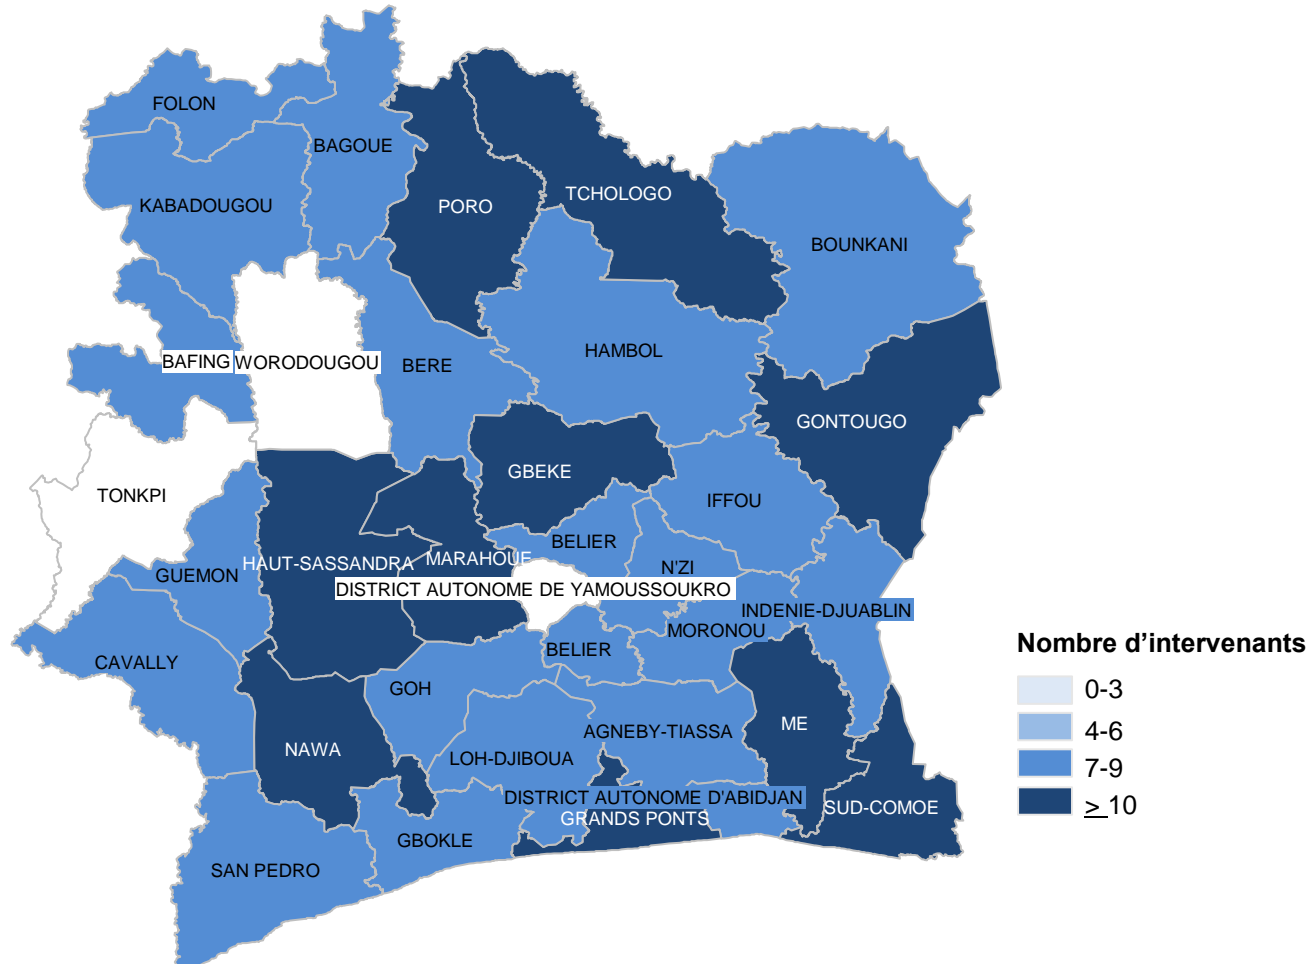 FOLON
BAGOUE
KABADOUGOU
PORO
TCHOLOGO
BOUNKANI
BAFING
WORODOUGOU
BERE
HAMBOL
GONTOUGO
TONKPI
GBEKE
IFFOU
GUEMON
HAUT-SASSANDRA
MARAHOUE
BELIER
N'ZI
DISTRICT AUTONOME DE YAMOUSSOUKRO
INDENIE-DJUABLIN
MORONOU
BELIER
CAVALLY
GOH
NAWA
LOH-DJIBOUA
AGNEBY-TIASSA
ME
DISTRICT AUTONOME D'ABIDJAN
GRANDS PONTS
SUD-COMOE
GBOKLE
SAN PEDRO
Nombre d’intervenants
0-3
4-6
7-9
≥ 10